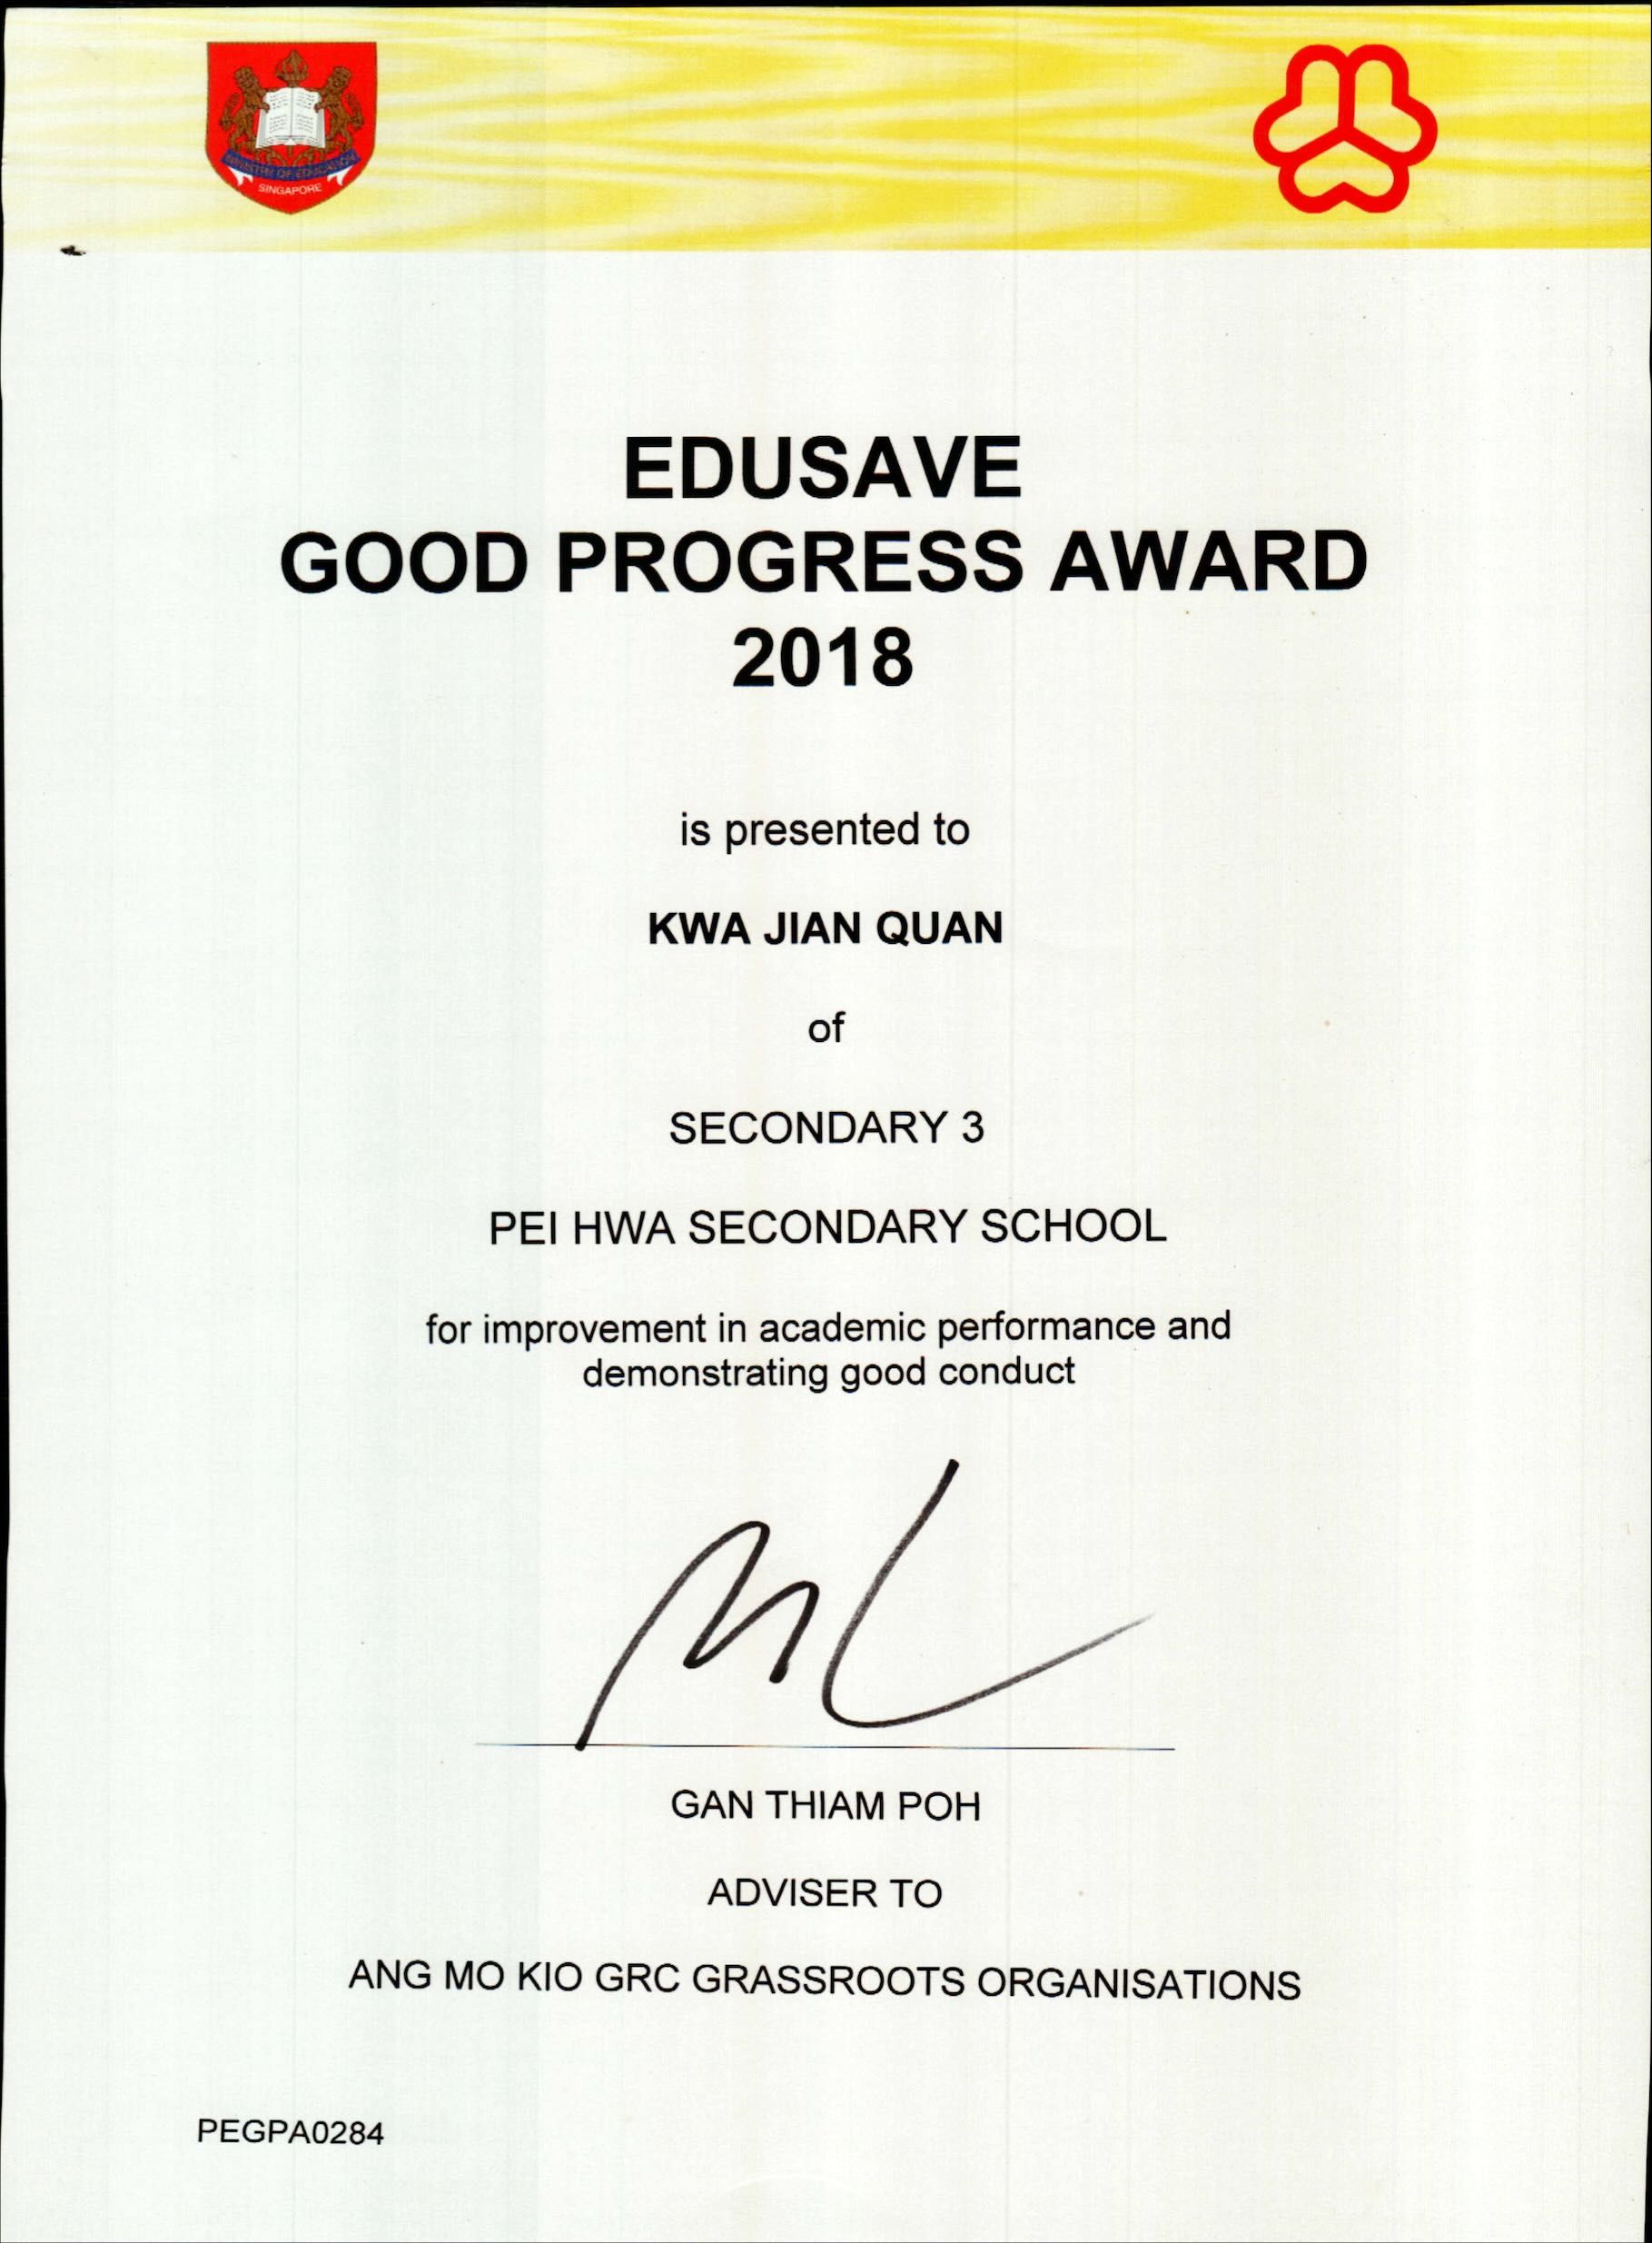 MINISTRY OF EDUCATION
SINGAPORE
EDUSAVE
GOOD PROGRESS AWARD
2018
is presented to
KWA JIAN QUAN
of
SECONDARY 3
PEI HWA SECONDARY SCHOOL
for improvement in academic performance and
demonstrating good conduct
GAN THIAM POH
ADVISER TO
ANG MO KIO GRC GRASSROOTS ORGANISATIONS
PEGPA0284